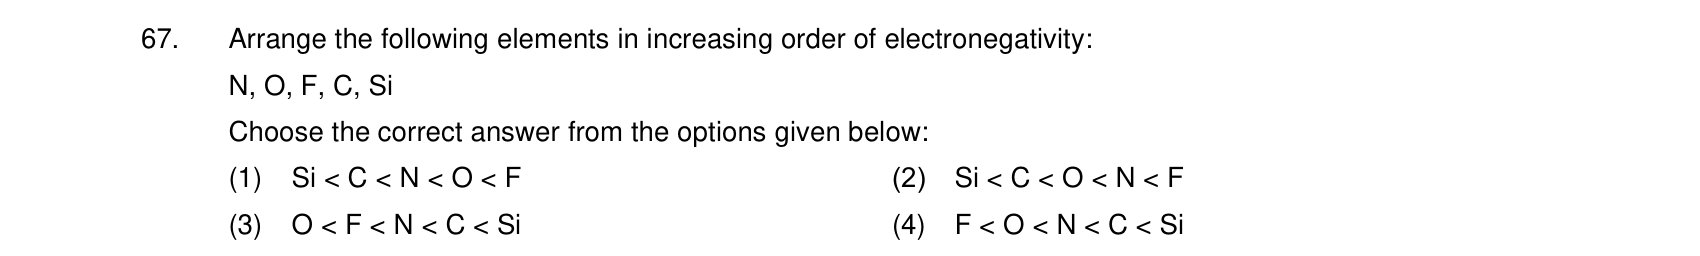 67. Arrange the following elements in increasing order of electronegativity:
N, O, F, C, Si
Choose the correct answer from the options given below:
(1) Si < C < N < O < F (2) Si < C < O < N < F
(3) O < F < N < C < Si (4) F < O < N < C < Si